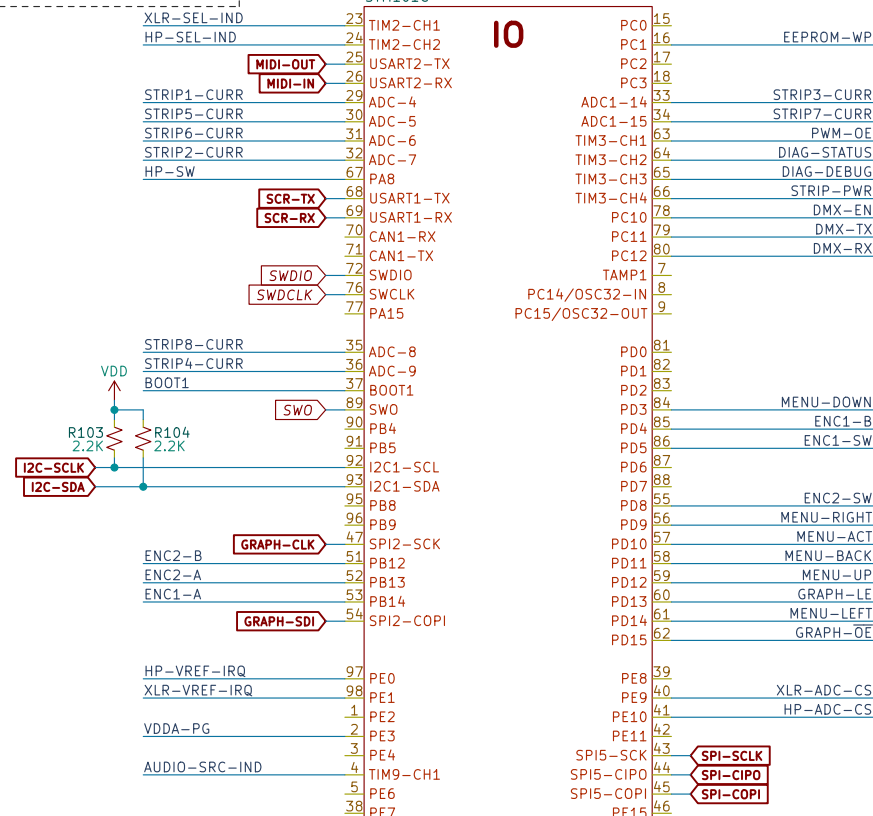 IO
XLR-SEL-IND 23 TIM2-CH1 PC0 15
HP-SEL-IND 24 TIM2-CH2 PC1 16 EEPROM-WP
MIDI-OUT 25 USART2-TX PC2 17
MIDI-IN 26 USART2-RX PC3 18
STRIP1-CURR 29 ADC-4 ADC1-14 33 STRIP3-CURR
STRIP5-CURR 30 ADC-5 ADC1-15 34 STRIP7-CURR
STRIP6-CURR 31 ADC-6 TIM3-CH1 63 PWM-OE
STRIP2-CURR 32 ADC-7 TIM3-CH2 64 DIAG-STATUS
HP-SW 67 PA8 TIM3-CH3 65 DIAG-DEBUG
SCR-TX 68 USART1-TX TIM3-CH4 66 STRIP-PWR
SCR-RX 69 USART1-RX PC10 78 DMX-EN
70 CAN1-RX PC11 79 DMX-TX
71 CAN1-TX PC12 80 DMX-RX
SWDIO 72 SWDIO TAMP1 7
SWDCLK 76 SWCLK PC14/OSC32-IN 8
77 PA15 PC15/OSC32-OUT 9
STRIP8-CURR 35 ADC-8 PD0 81
STRIP4-CURR 36 ADC-9 PD1 82
VDD BOOT1 37 BOOT1 PD2 83
SWO 89 SWO PD3 84 MENU-DOWN
R103 R104 90 PB4 PD4 85 ENC1-B
2.2K 2.2K 91 PB5 PD5 86 ENC1-SW
I2C-SCLK 92 I2C1-SCL PD6 87
I2C-SDA 93 I2C1-SDA PD7 88
95 PB8 PD8 55 ENC2-SW
96 PB9 PD9 56 MENU-RIGHT
GRAPH-CLK 47 SPI2-SCK PD10 57 MENU-ACT
ENC2-B 51 PB12 PD11 58 MENU-BACK
ENC2-A 52 PB13 PD12 59 MENU-UP
ENC1-A 53 PB14 PD13 60 GRAPH-LE
GRAPH-SDI 54 SPI2-COPI PD14 61 MENU-LEFT
PD15 62 GRAPH-OE
HP-VREF-IRQ 97 PE0 PE8 39
XLR-VREF-IRQ 98 PE1 PE9 40 XLR-ADC-CS
1 PE2 PE10 41 HP-ADC-CS
VDDA-PG 2 PE3 PE11 42
3 PE4 SPI5-SCK 43 SPI-SCLK
AUDIO-SRC-IND 4 TIM9-CH1 SPI5-CIPO 44 SPI-CIPO
5 PE6 SPI5-COPI 45 SPI-COPI
38 PE7 PE15 46